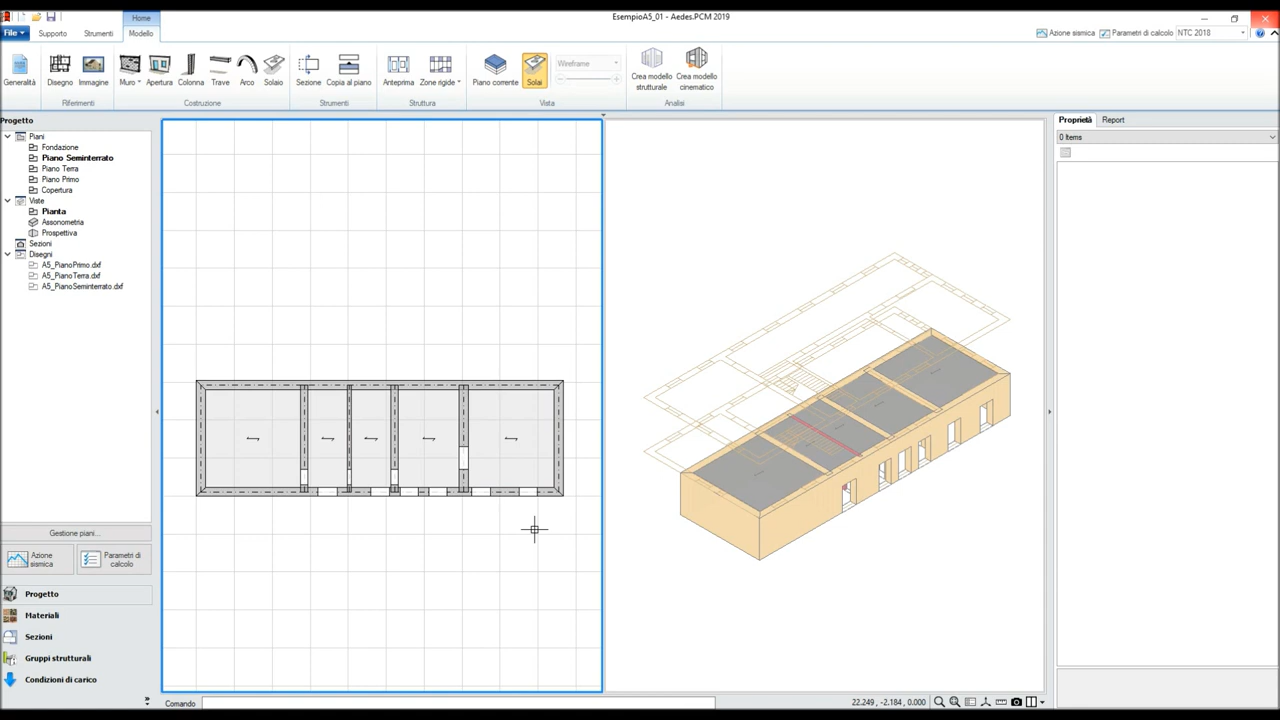 EsempioA5_01 - Aedes.PCM 2019
Home
File Supporto Strumenti Modello
Azione sismica Parametri di calcolo NTC 2018
Generalità Disegno Immagine Muro Apertura Colonna Trave Arco Solaio Sezione Copia al piano Anteprima Zone rigide Piano corrente Solai Wireframe Crea modello strutturale Crea modello cinematico
Riferimenti Costruzione Strumenti Struttura Vista Analisi
Progetto
Piani
Fondazione
Piano Seminterrato
Piano Terra
Piano Primo
Copertura
Viste
Pianta
Assonometria
Prospettiva
Sezioni
Disegni
A5_PianoPrimo.dxf
A5_PianoTerra.dxf
A5_PianoSeminterrato.dxf
Gestione piani...
Azione sismica
Parametri di calcolo
Progetto
Materiali
Sezioni
Gruppi strutturali
Condizioni di carico
Proprietà Report
0 Items
Comando
22.249 , -2.184 , 0.000